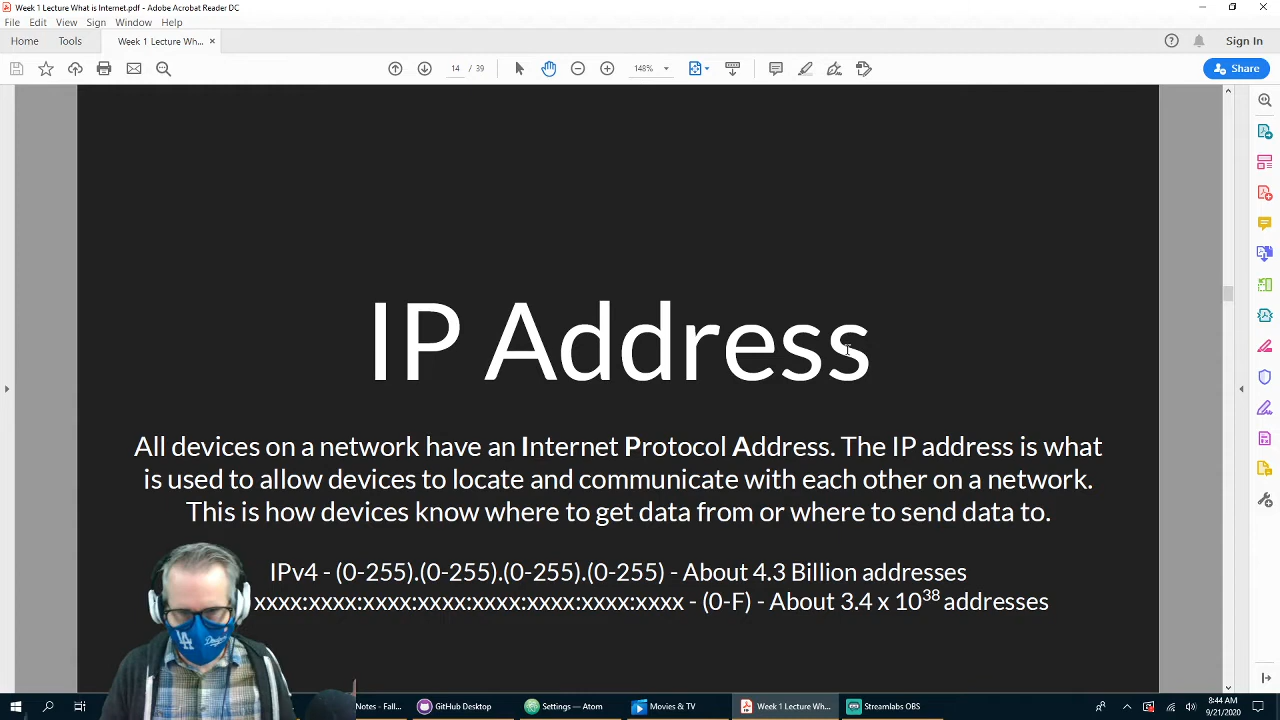 Week 1 Lecture What is Internet.pdf - Adobe Acrobat Reader DC
File Edit View Sign Window Help
Home Tools Week 1 Lecture Wh... × Sign In
14 / 39 148% Share
IP Address
All devices on a network have an Internet Protocol Address. The IP address is what
is used to allow devices to locate and communicate with each other on a network.
This is how devices know where to get data from or where to send data to.
IPv4 - (0-255).(0-255).(0-255).(0-255) - About 4.3 Billion addresses
xxxx:xxxx:xxxx:xxxx:xxxx:xxxx:xxxx:xxxx - (0-F) - About 3.4 x 10³⁸ addresses
LA Dodgers
Notes - Fall... GitHub Desktop Settings — Atom Movies & TV Week 1 Lecture Wh... Streamlabs OBS 8:44 AM
9/21/2020